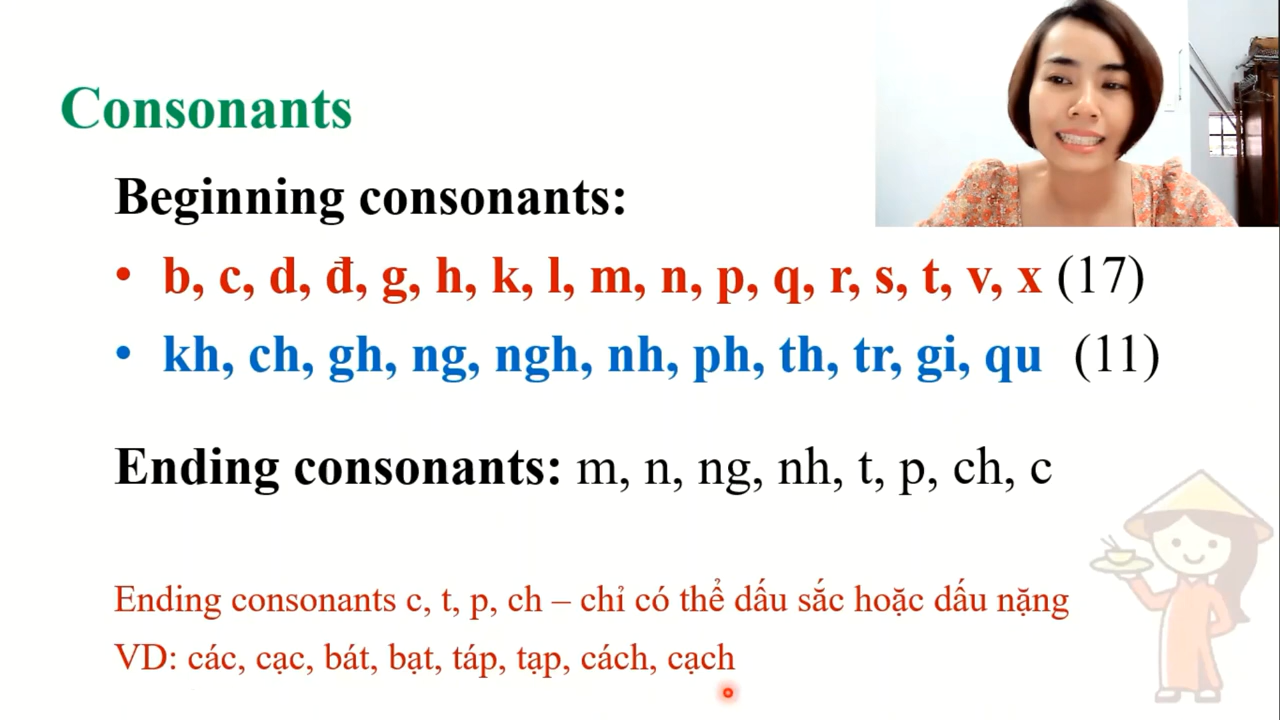 Consonants
Beginning consonants:
• b, c, d, đ, g, h, k, l, m, n, p, q, r, s, t, v, x (17)
• kh, ch, gh, ng, ngh, nh, ph, th, tr, gi, qu (11)
Ending consonants: m, n, ng, nh, t, p, ch, c
Ending consonants c, t, p, ch – chỉ có thể dấu sắc hoặc dấu nặng
VD: các, cạc, bát, bạt, táp, tạp, cách, cạch